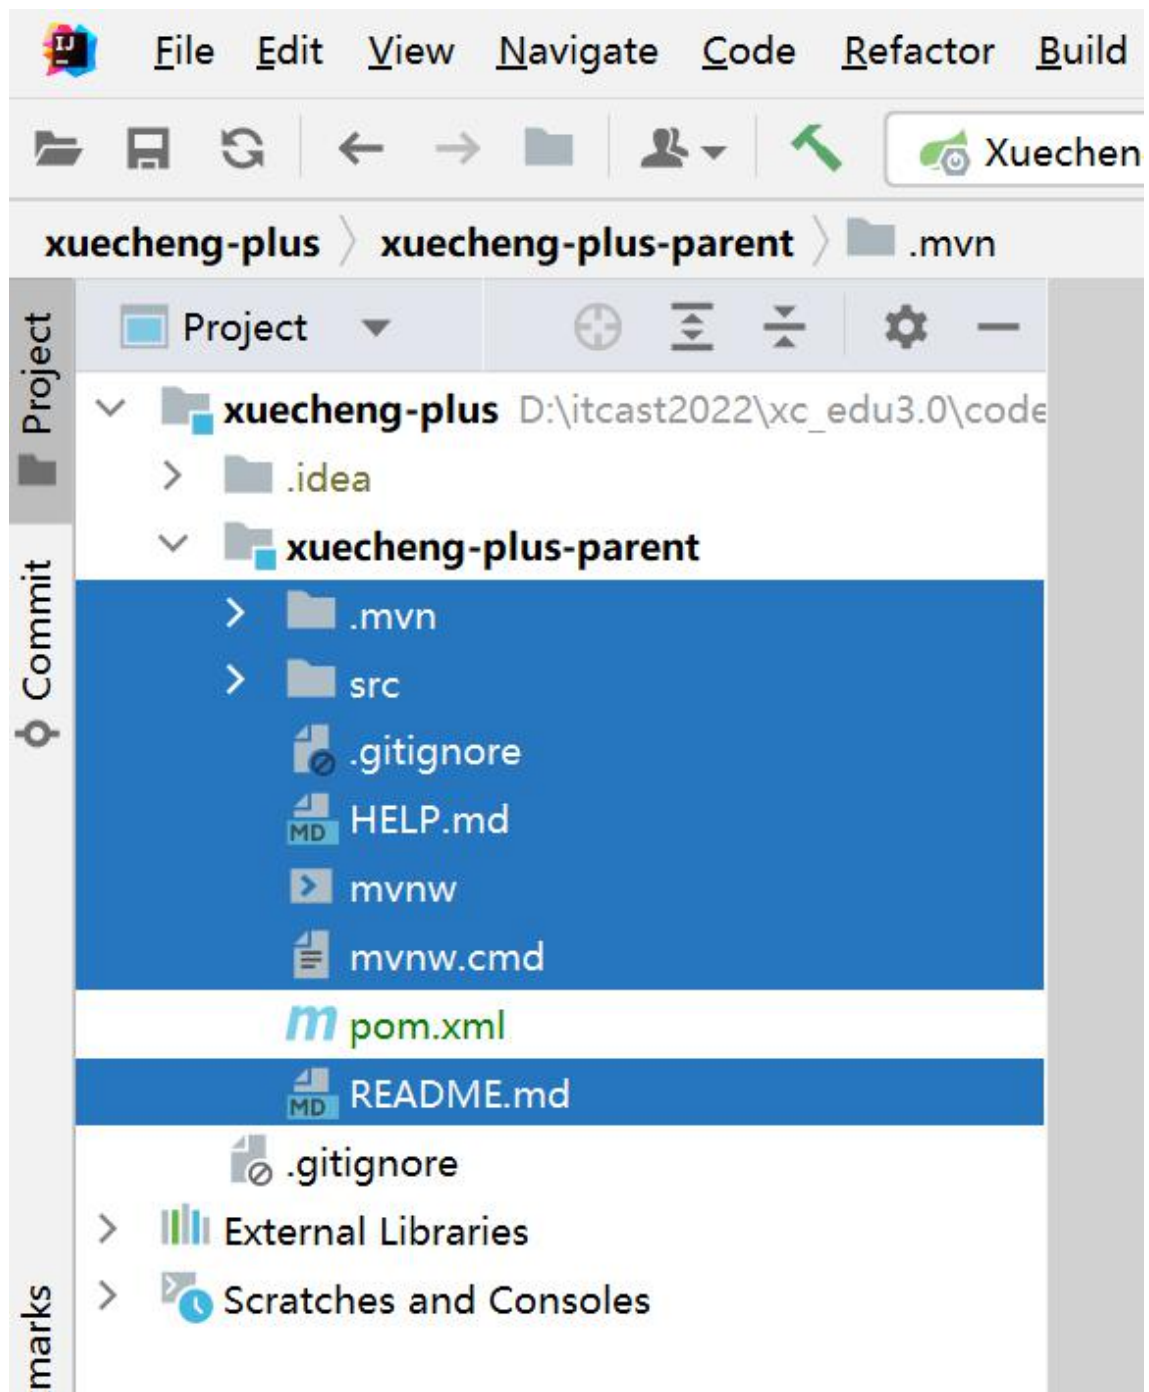 File Edit View Navigate Code Refactor Build
Xuechen
xuecheng-plus xuecheng-plus-parent .mvn
Project
Project
xuecheng-plus D:\itcast2022\xc_edu3.0\code
.idea
xuecheng-plus-parent
Commit
.mvn
src
.gitignore
MD HELP.md
mvnw
mvnw.cmd
m pom.xml
MD README.md
.gitignore
External Libraries
Scratches and Consoles
marks